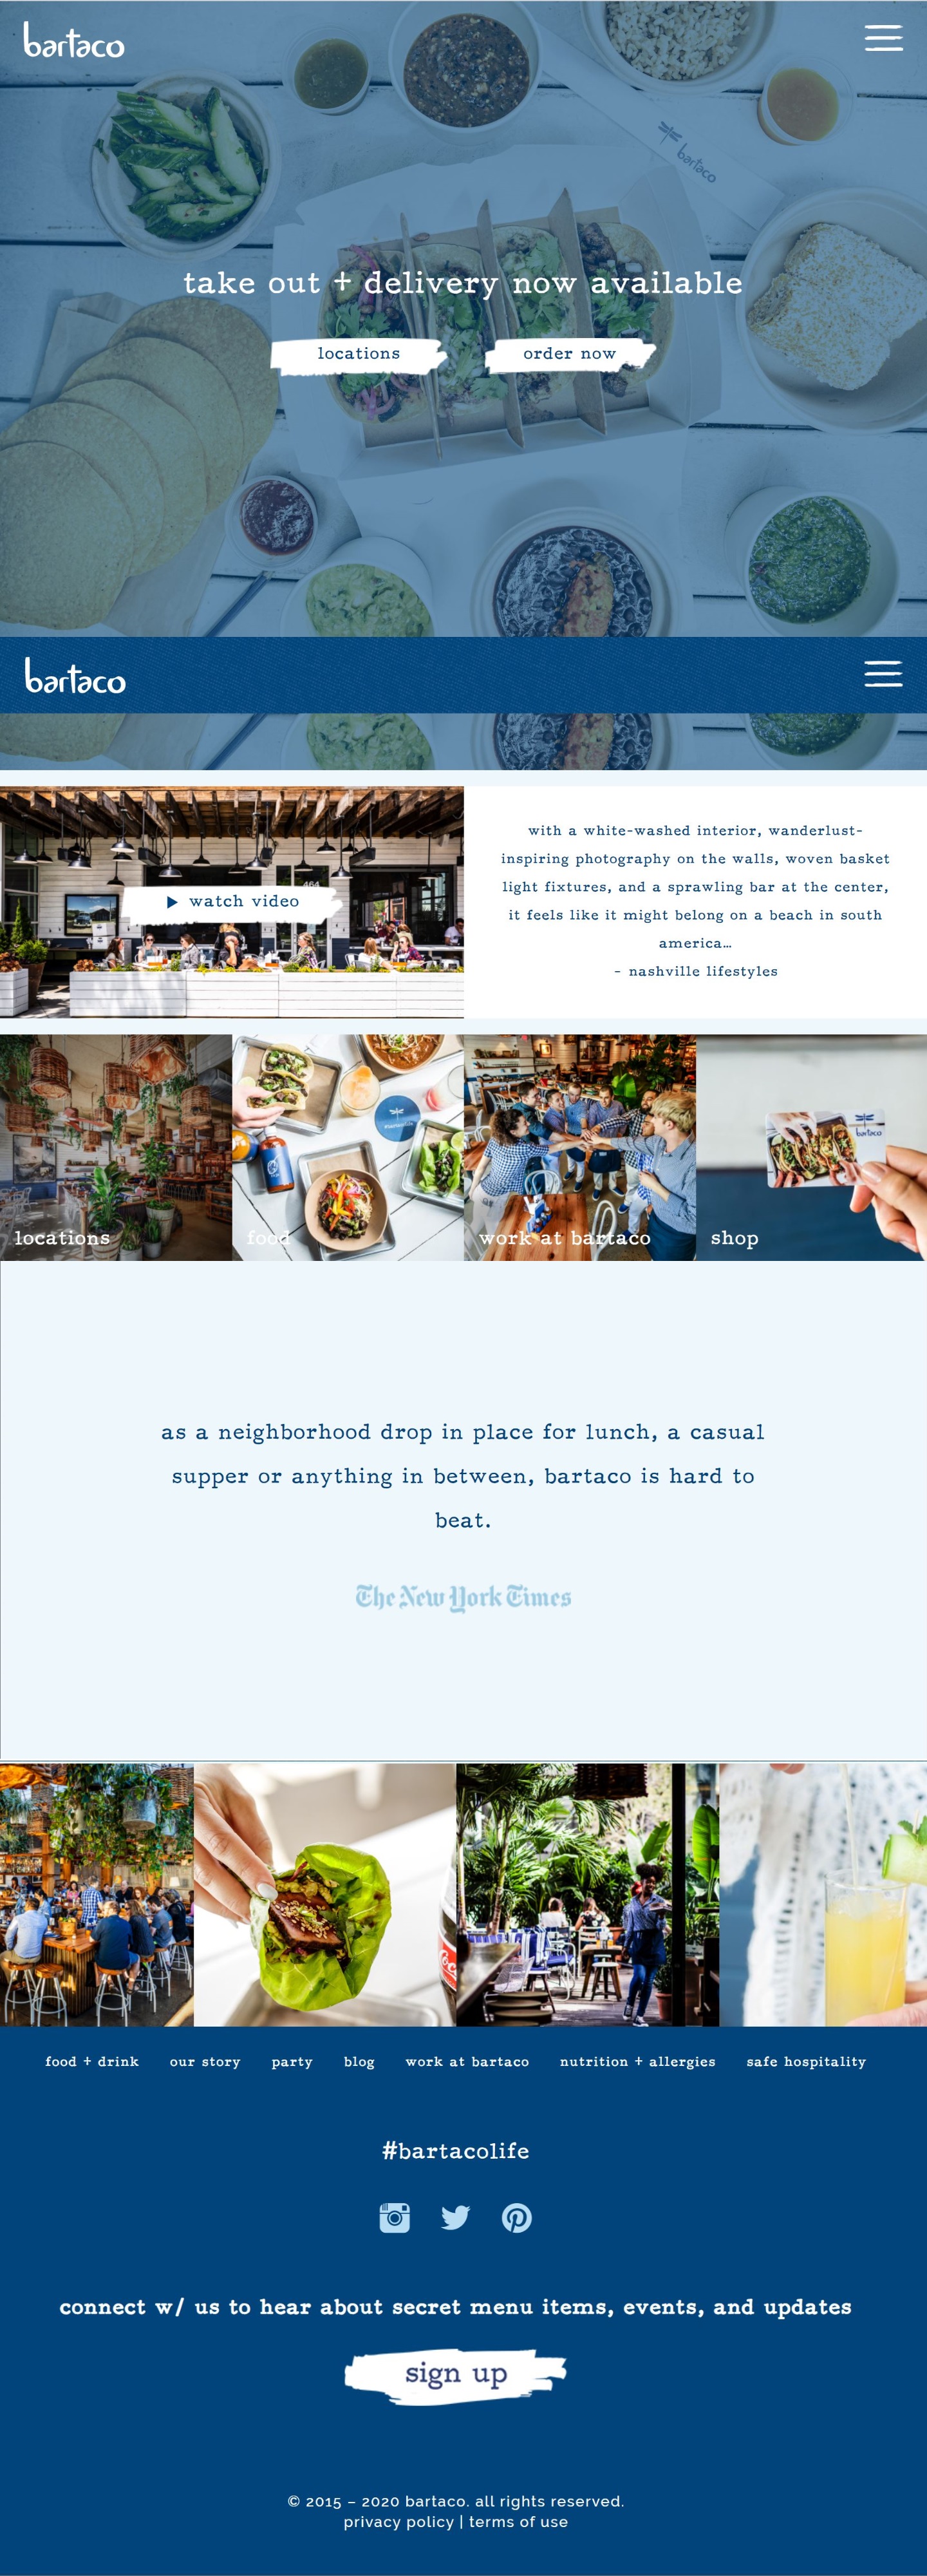 bartaco
bartaco
take out + delivery now available
locations
order now
bartaco
464
watch video
with a white-washed interior, wanderlust-
inspiring photography on the walls, woven basket
light fixtures, and a sprawling bar at the center,
it feels like it might belong on a beach in south
america…
- nashville lifestyles
bartaco
locations
food
work at bartaco
shop
as a neighborhood drop in place for lunch, a casual
supper or anything in between, bartaco is hard to
beat.
The New York Times
food + drink our story party blog work at bartaco nutrition + allergies safe hospitality
#bartacolife
connect w/ us to hear about secret menu items, events, and updates
sign up
© 2015 – 2020 bartaco. all rights reserved.
privacy policy | terms of use